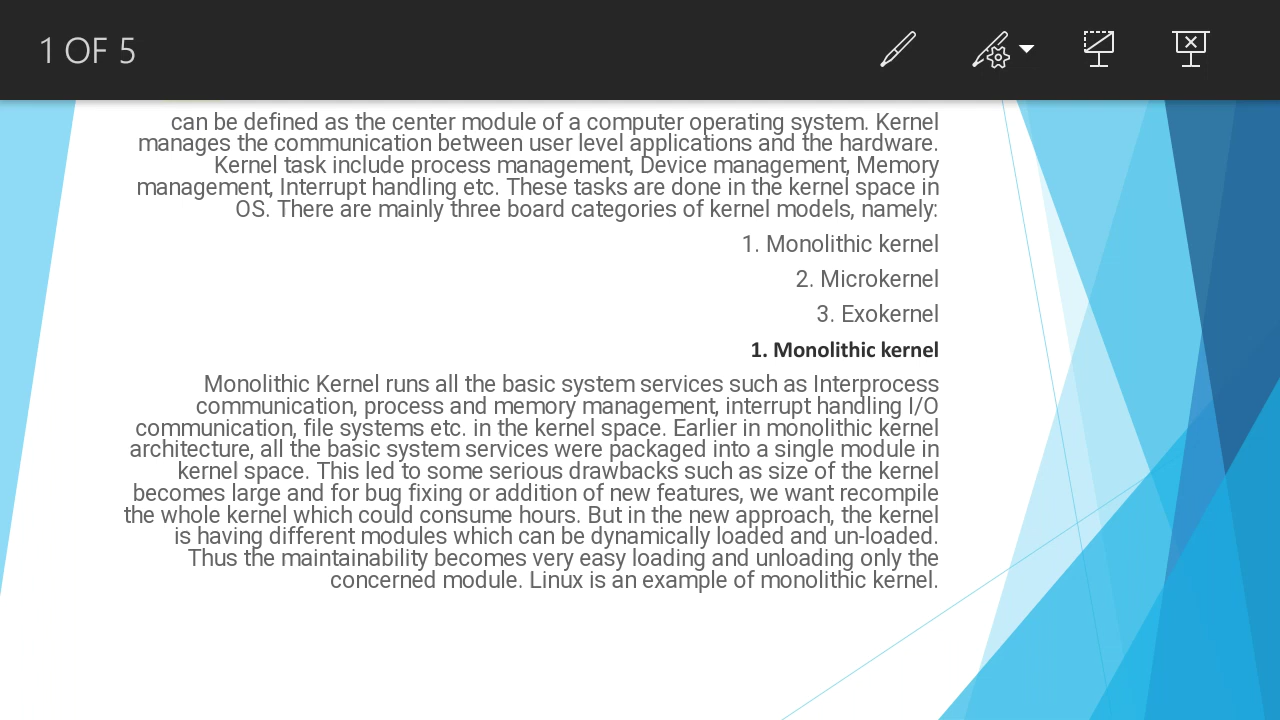 1 OF 5
can be defined as the center module of a computer operating system. Kernel
manages the communication between user level applications and the hardware.
Kernel task include process management, Device management, Memory
management, Interrupt handling etc. These tasks are done in the kernel space in
OS. There are mainly three board categories of kernel models, namely:
1. Monolithic kernel
2. Microkernel
3. Exokernel
1. Monolithic kernel
Monolithic Kernel runs all the basic system services such as Interprocess
communication, process and memory management, interrupt handling I/O
communication, file systems etc. in the kernel space. Earlier in monolithic kernel
architecture, all the basic system services were packaged into a single module in
kernel space. This led to some serious drawbacks such as size of the kernel
becomes large and for bug fixing or addition of new features, we want recompile
the whole kernel which could consume hours. But in the new approach, the kernel
is having different modules which can be dynamically loaded and un-loaded.
Thus the maintainability becomes very easy loading and unloading only the
concerned module. Linux is an example of monolithic kernel.